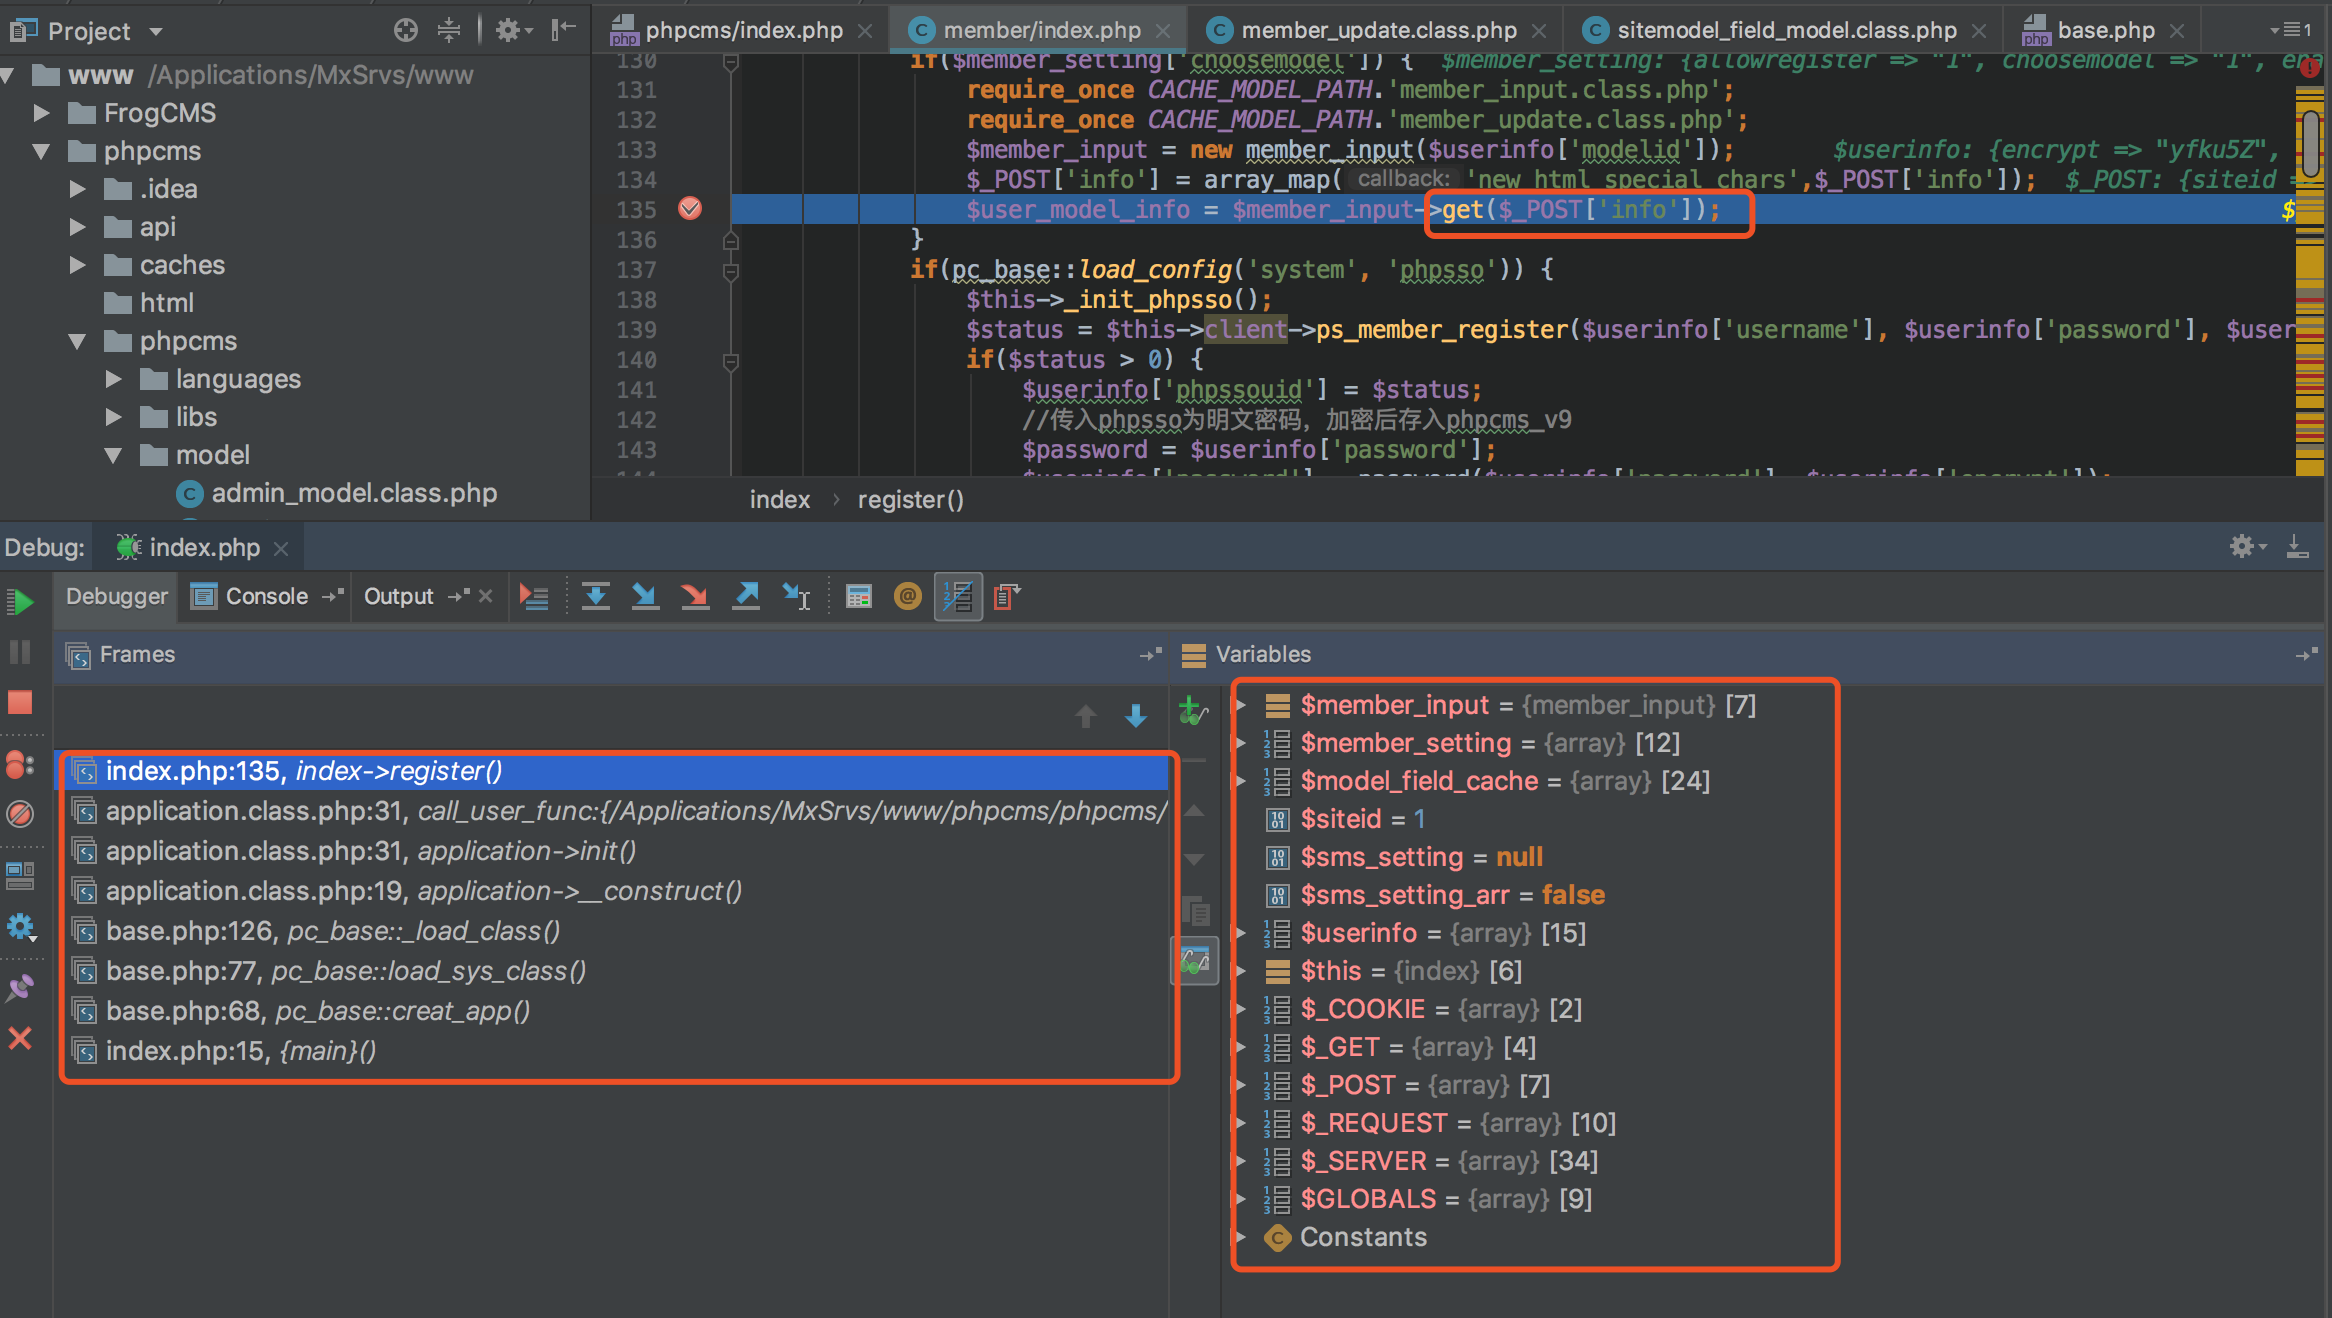 Project
phpcms/index.php
member/index.php
member_update.class.php
sitemodel_field_model.class.php
base.php
1
www /Applications/MxSrvs/www
FrogCMS
phpcms
.idea
api
caches
html
phpcms
languages
libs
model
admin_model.class.php
130 if($member_setting['choosemodel']) { $member_setting: {allowregister => "1", choosemodel => "1", ena
131 require_once CACHE_MODEL_PATH.'member_input.class.php';
132 require_once CACHE_MODEL_PATH.'member_update.class.php';
133 $member_input = new member_input($userinfo['modelid']); $userinfo: {encrypt => "yfku5Z",
134 $_POST['info'] = array_map( callback: 'new_html_special_chars',$_POST['info']); $_POST: {siteid =
135 $user_model_info = $member_input->get($_POST['info']); $
136 }
137 if(pc_base::load_config('system', 'phpsso')) {
138 $this->_init_phpsso();
139 $status = $this->client->ps_member_register($userinfo['username'], $userinfo['password'], $user
140 if($status > 0) {
141 $userinfo['phpssouid'] = $status;
142 //传入phpsso为明文密码，加密后存入phpcms_v9
143 $password = $userinfo['password'];
index › register()
Debug: index.php
Debugger Console Output
Frames
Variables
index.php:135, index->register()
application.class.php:31, call_user_func:{/Applications/MxSrvs/www/phpcms/phpcms/
application.class.php:31, application->init()
application.class.php:19, application->__construct()
base.php:126, pc_base::_load_class()
base.php:77, pc_base::load_sys_class()
base.php:68, pc_base::creat_app()
index.php:15, {main}()
$member_input = {member_input} [7]
$member_setting = {array} [12]
$model_field_cache = {array} [24]
$siteid = 1
$sms_setting = null
$sms_setting_arr = false
$userinfo = {array} [15]
$this = {index} [6]
$_COOKIE = {array} [2]
$_GET = {array} [4]
$_POST = {array} [7]
$_REQUEST = {array} [10]
$_SERVER = {array} [34]
$GLOBALS = {array} [9]
Constants